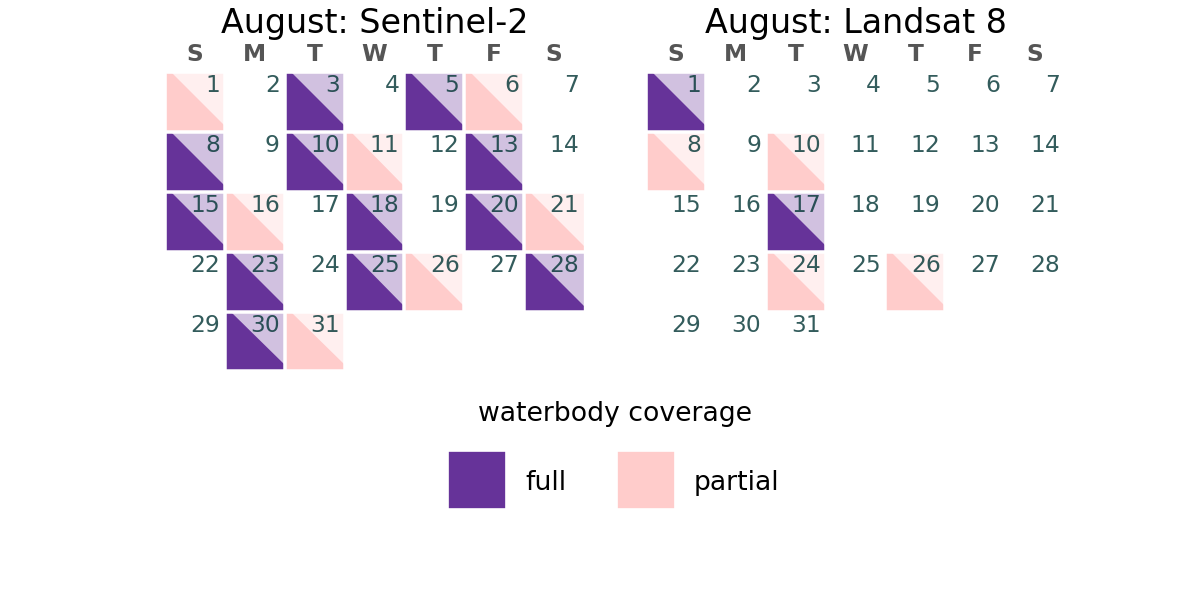 August: Sentinel-2
S M T W T F S
1 2 3 4 5 6 7
8 9 10 11 12 13 14
15 16 17 18 19 20 21
22 23 24 25 26 27 28
29 30 31
August: Landsat 8
S M T W T F S
1 2 3 4 5 6 7
8 9 10 11 12 13 14
15 16 17 18 19 20 21
22 23 24 25 26 27 28
29 30 31
waterbody coverage
full
partial